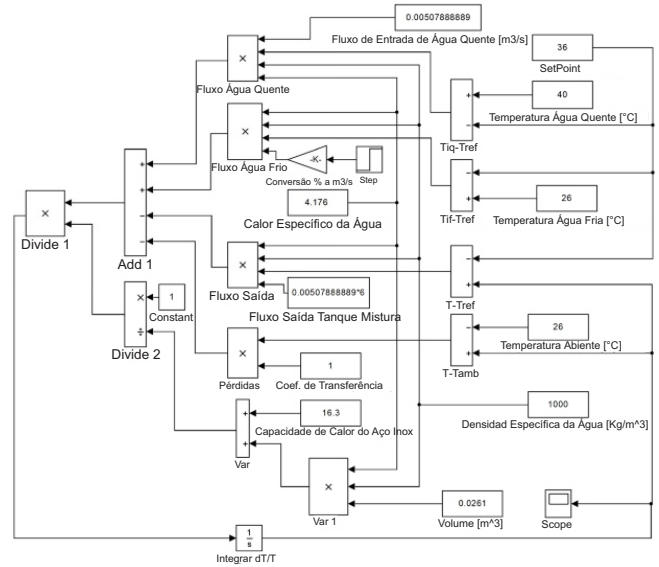 0.00507888889
Fluxo de Entrada de Água Quente [m3/s]
36
SetPoint
×
Fluxo Água Quente
40
Temperatura Água Quente [°C]
+
−
Tiq-Tref
×
Fluxo Água Frio
-K-
Conversão % a m3/s
Step
−
+
Tif-Tref
26
Temperatura Água Fria [°C]
4.176
Calor Específico da Água
+
+
−
−
Add 1
×
Divide 1
×
Fluxo Saída
0.00507888889*6
Fluxo Saída Tanque Mistura
−
+
T-Tref
×
÷
Divide 2
1
Constant
26
Temperatura Abiente [°C]
−
+
T-Tamb
×
Pérdidas
1
Coef. de Transferência
16.3
Capacidade de Calor do Aço Inox
+
+
Var
1000
Densidad Específica da Água [Kg/m^3]
×
Var 1
0.0261
Volume [m^3]
Scope
1
s
Integrar dT/T